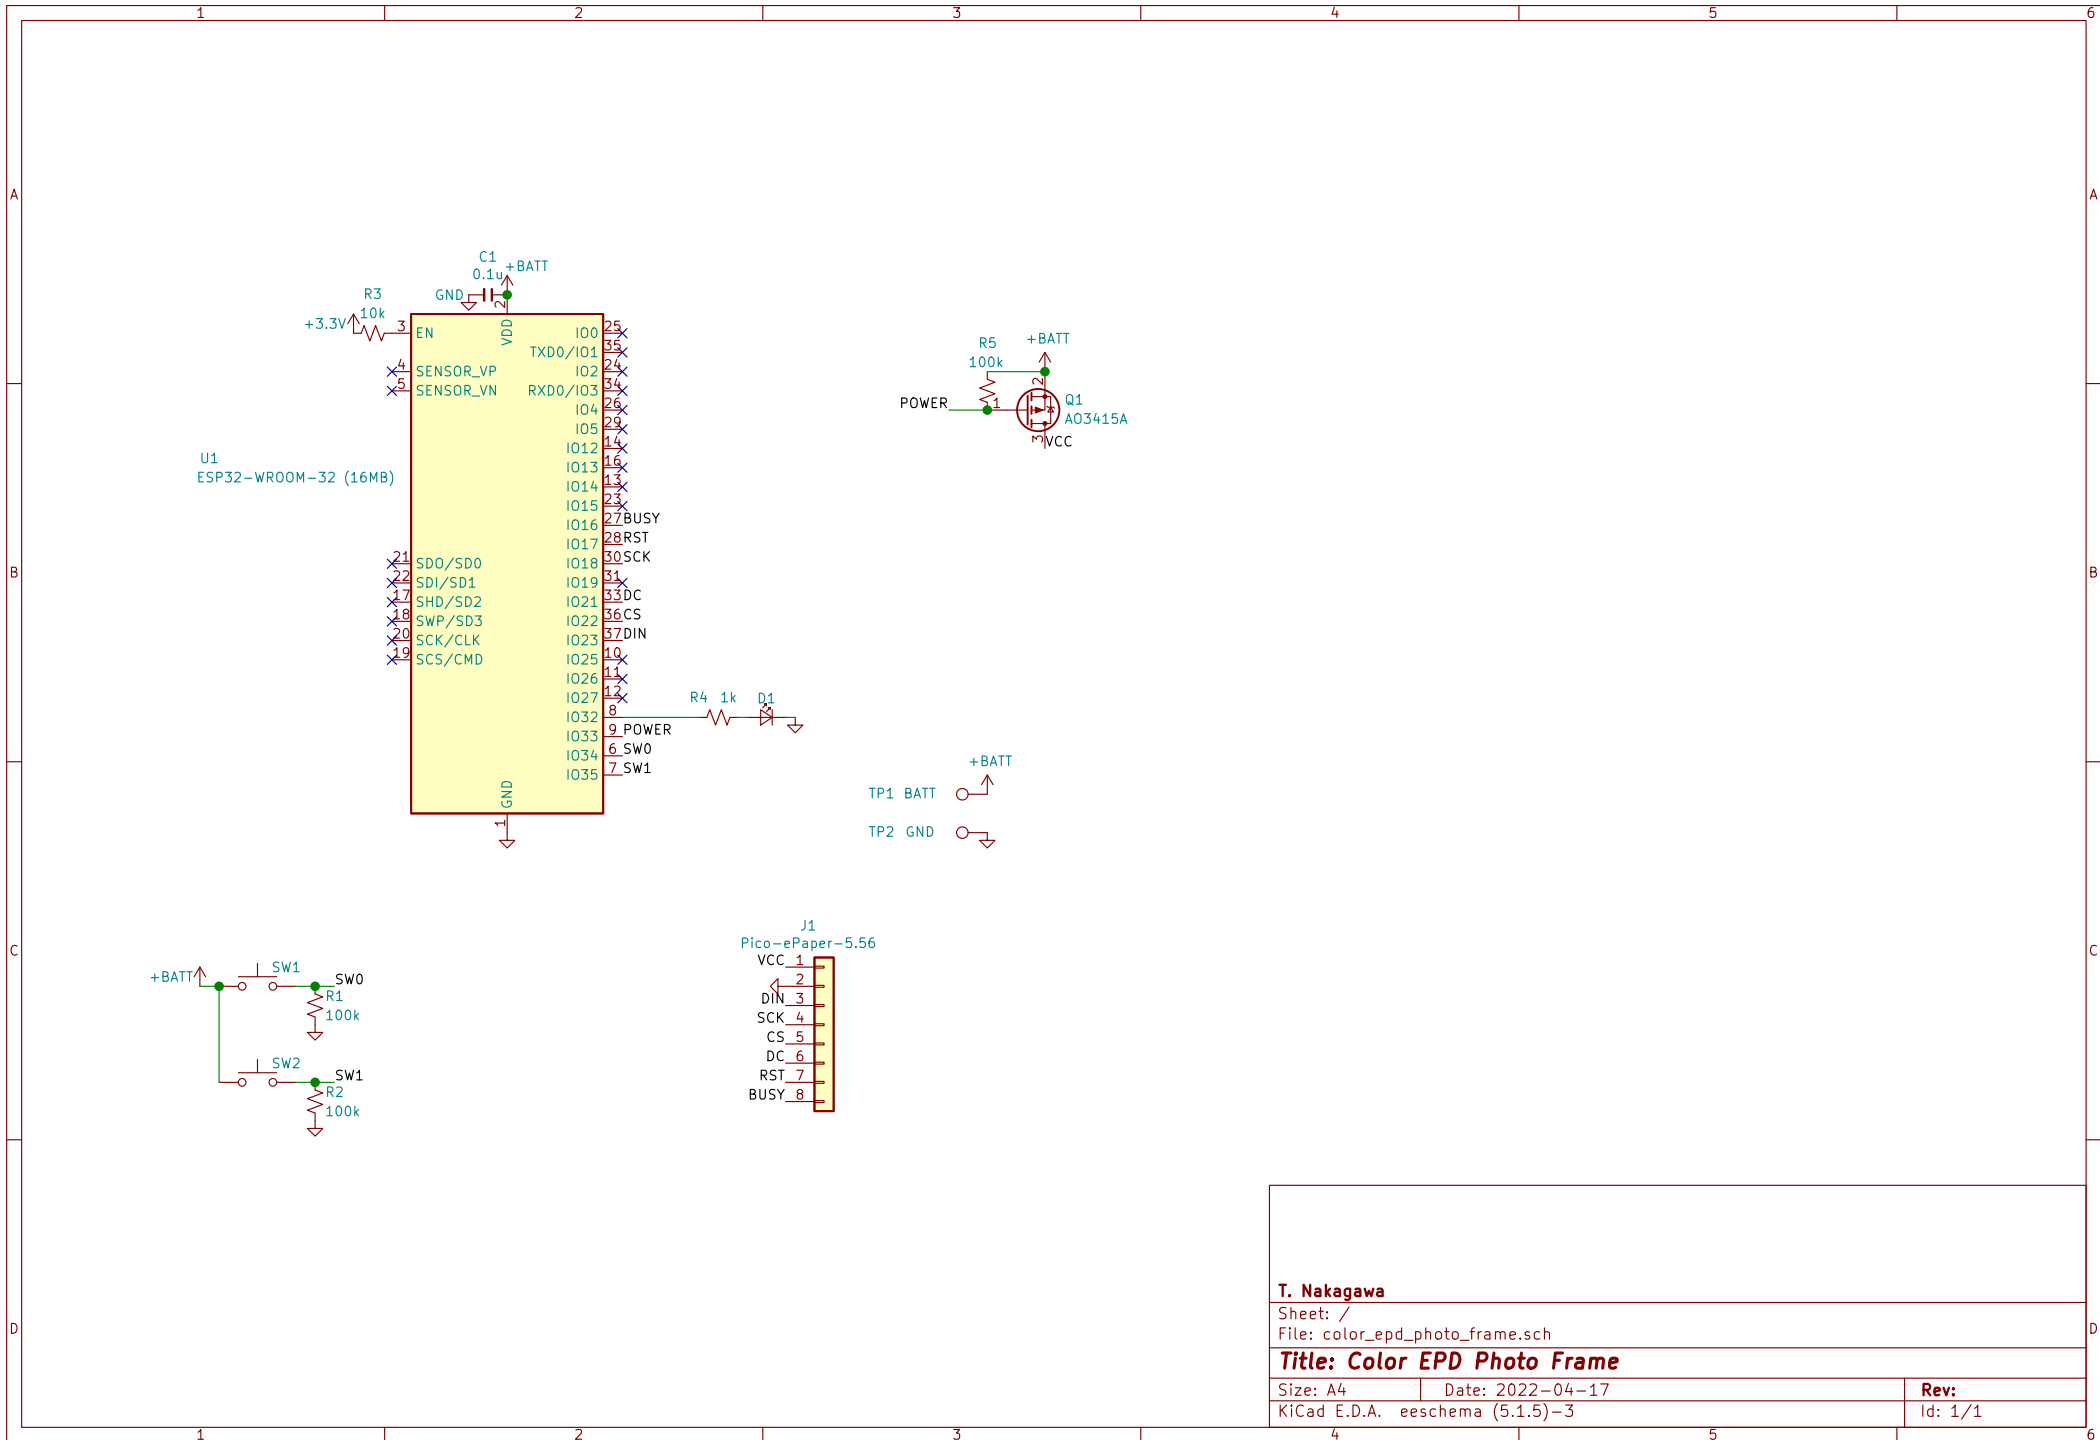 1 2 3 4 5 6
A A
B B
C C
D D
C1
0.1u
+BATT
GND
R3
10k
+3.3V
U1
ESP32-WROOM-32 (16MB)
2 VDD
3 EN
4 SENSOR_VP
5 SENSOR_VN
21 SDO/SD0
22 SDI/SD1
17 SHD/SD2
18 SWP/SD3
20 SCK/CLK
19 SCS/CMD
IO0 25
TXD0/IO1 35
IO2 24
RXD0/IO3 34
IO4 26
IO5 29
IO12 14
IO13 16
IO14 13
IO15 23
IO16 27 BUSY
IO17 28 RST
IO18 30 SCK
IO19 31
IO21 33 DC
IO22 36 CS
IO23 37 DIN
IO25 10
IO26 11
IO27 12
IO32 8
IO33 9 POWER
IO34 6 SW0
IO35 7 SW1
GND 1
R4 1k
D1
R5
100k
+BATT
POWER
1
2
3
Q1
AO3415A
VCC
+BATT
TP1 BATT
TP2 GND
+BATT
SW1
SW0
R1
100k
SW2
SW1
R2
100k
J1
Pico-ePaper-5.56
VCC 1
2
DIN 3
SCK 4
CS 5
DC 6
RST 7
BUSY 8
T. Nakagawa
Sheet: /
File: color_epd_photo_frame.sch
Title: Color EPD Photo Frame
Size: A4 Date: 2022-04-17 Rev:
KiCad E.D.A. eeschema (5.1.5)-3 Id: 1/1
1 2 3 4 5 6